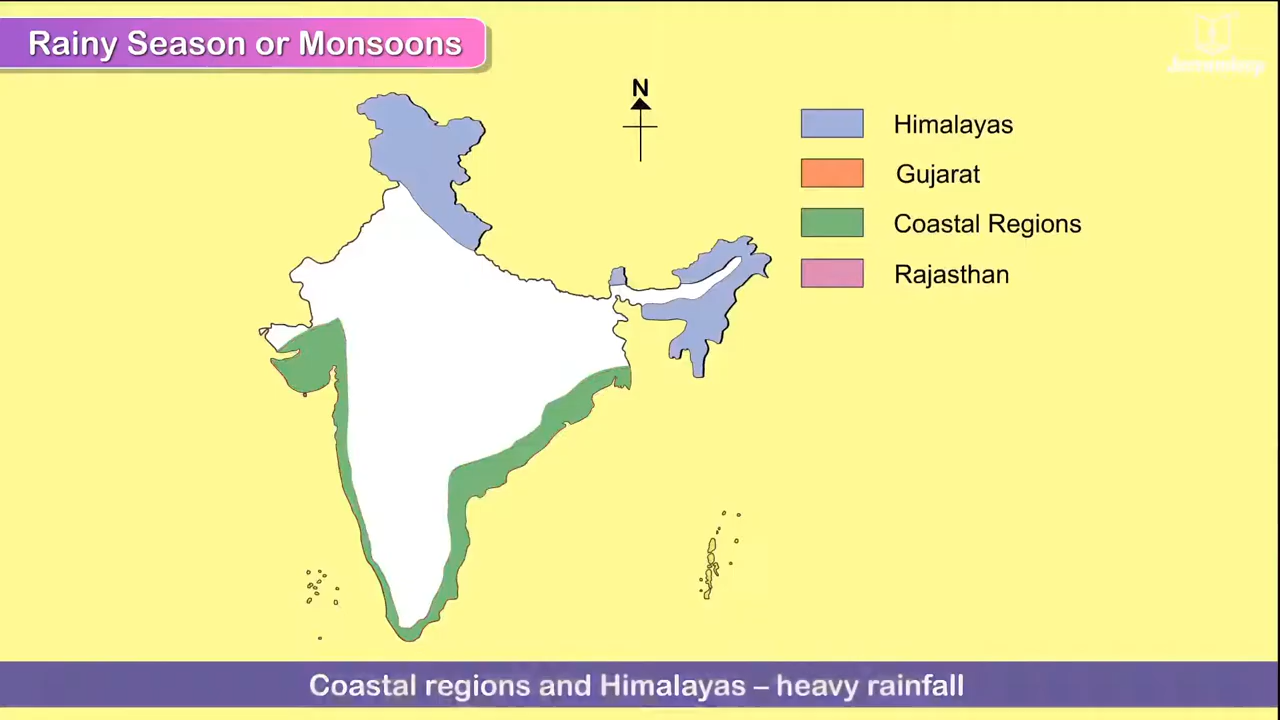 Rainy Season or Monsoons
N
Himalayas
Gujarat
Coastal Regions
Rajasthan
Coastal regions and Himalayas – heavy rainfall